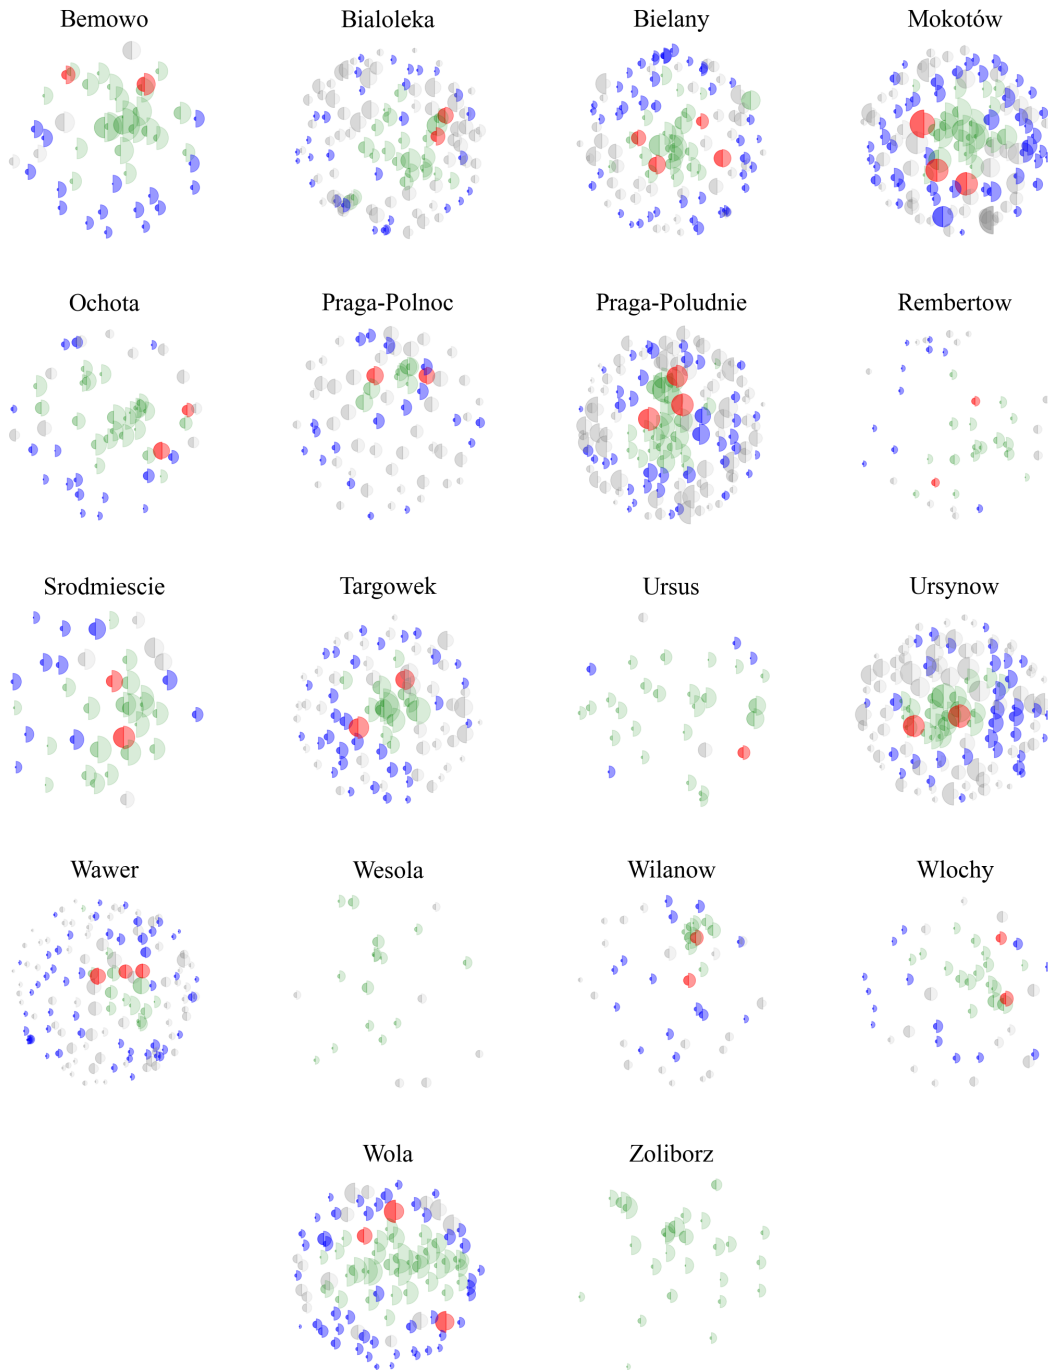 Bemowo
Bialoleka
Bielany
Mokotów
Ochota
Praga-Polnoc
Praga-Poludnie
Rembertow
Srodmiescie
Targowek
Ursus
Ursynow
Wawer
Wesola
Wilanow
Wlochy
Wola
Zoliborz